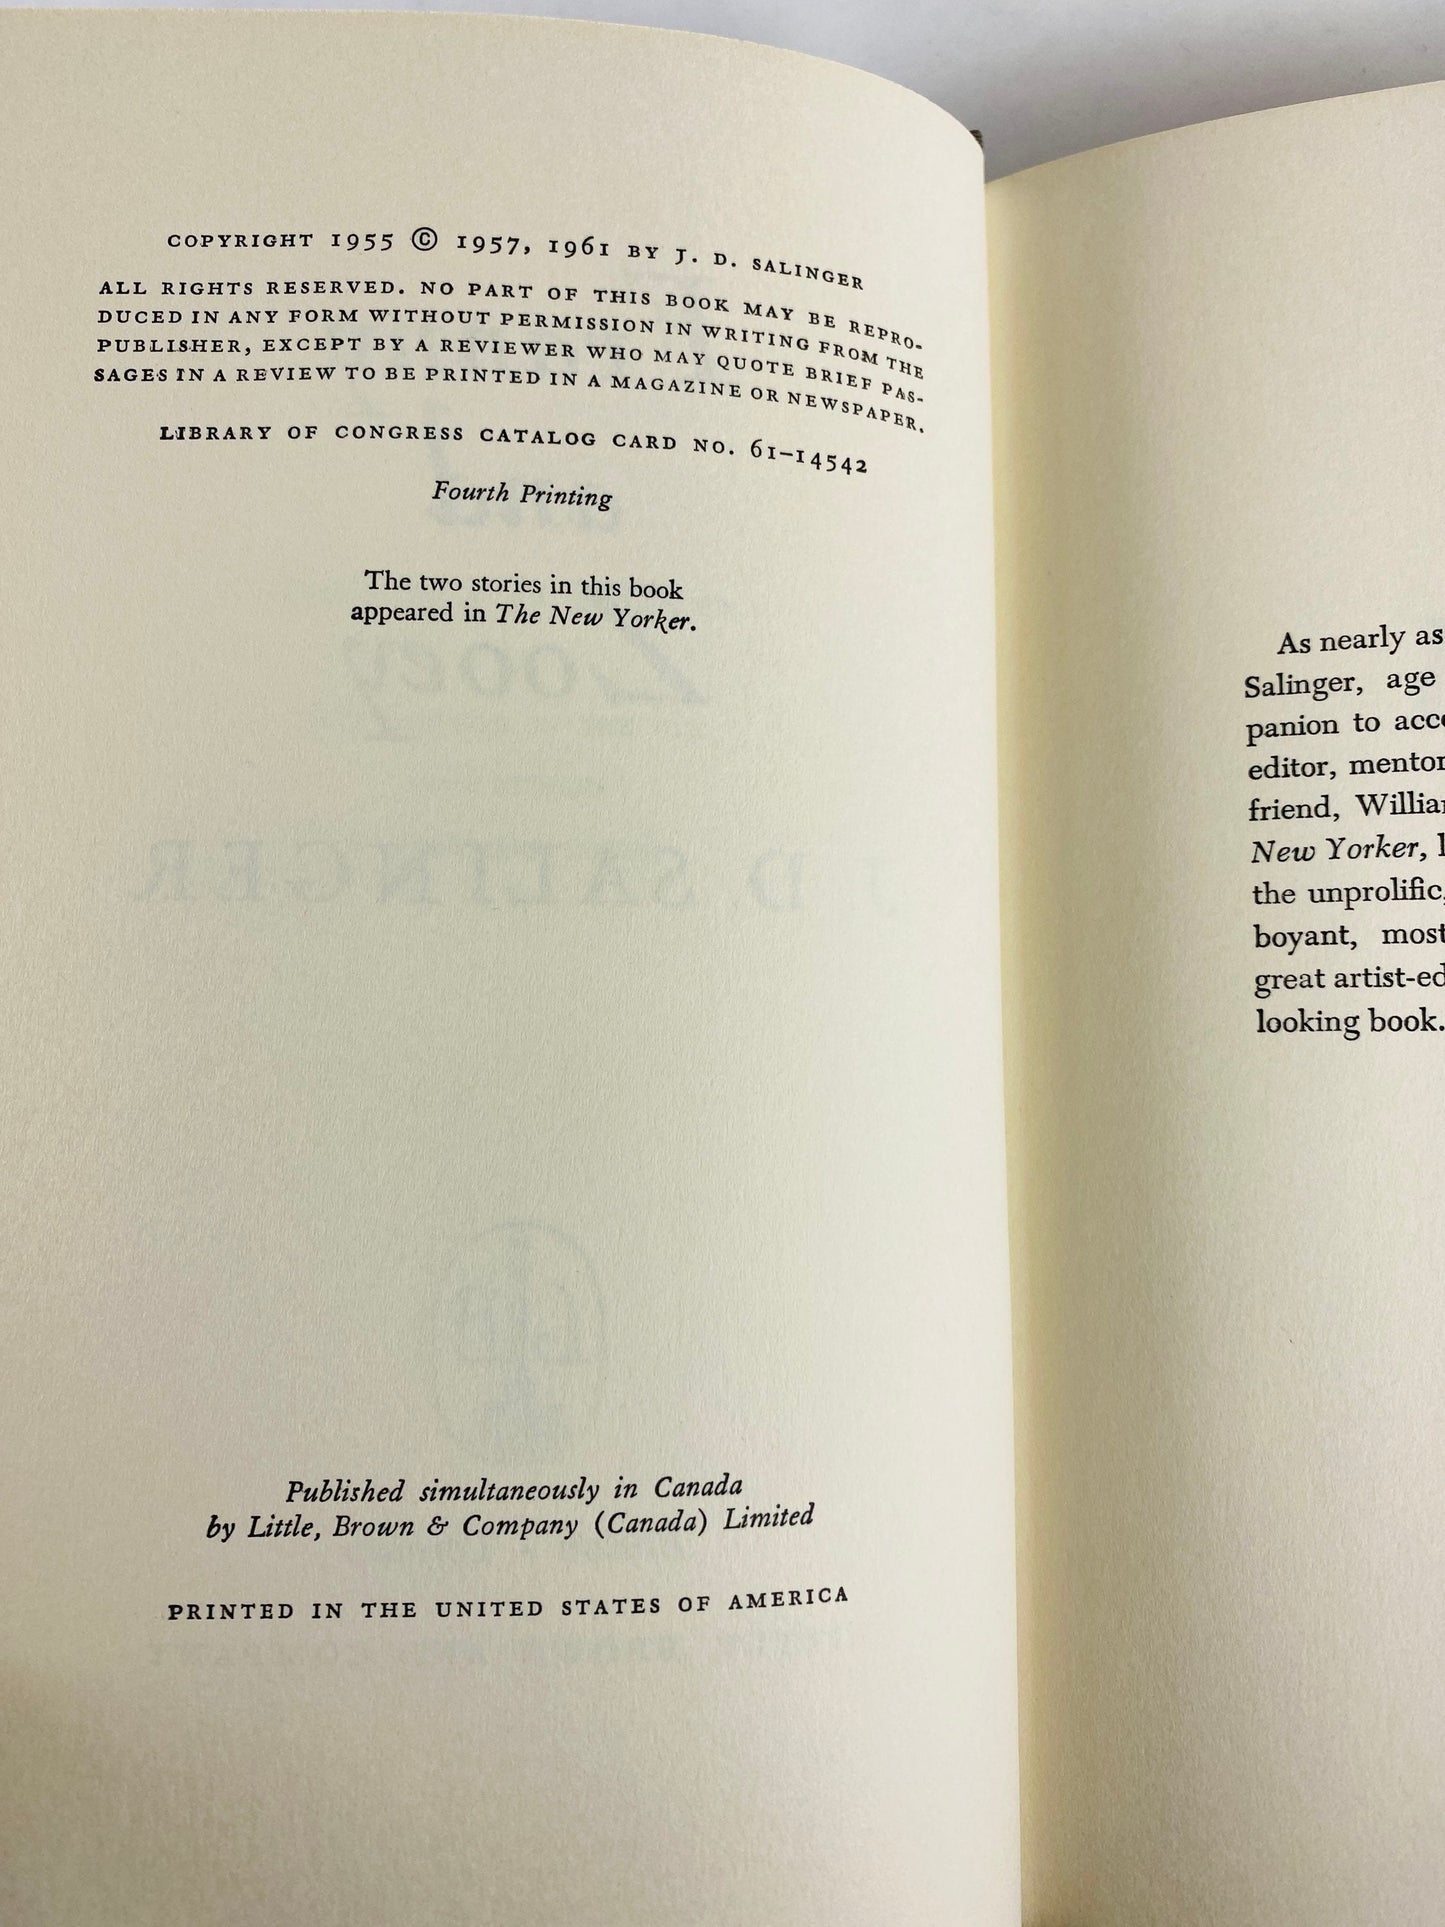 COPYRIGHT 1955 © 1957, 1961 BY J. D. SALINGER
ALL RIGHTS RESERVED. NO PART OF THIS BOOK MAY BE REPRO-
DUCED IN ANY FORM WITHOUT PERMISSION IN WRITING FROM THE
PUBLISHER, EXCEPT BY A REVIEWER WHO MAY QUOTE BRIEF PAS-
SAGES IN A REVIEW TO BE PRINTED IN A MAGAZINE OR NEWSPAPER.
LIBRARY OF CONGRESS CATALOG CARD NO. 61-14542
Fourth Printing
The two stories in this book
appeared in The New Yorker.
Published simultaneously in Canada
by Little, Brown & Company (Canada) Limited
PRINTED IN THE UNITED STATES OF AMERICA
As nearly as
Salinger, age
panion to
editor,
friend,
New Yorker,
the unprolific,
boyant, most
great
looking book.